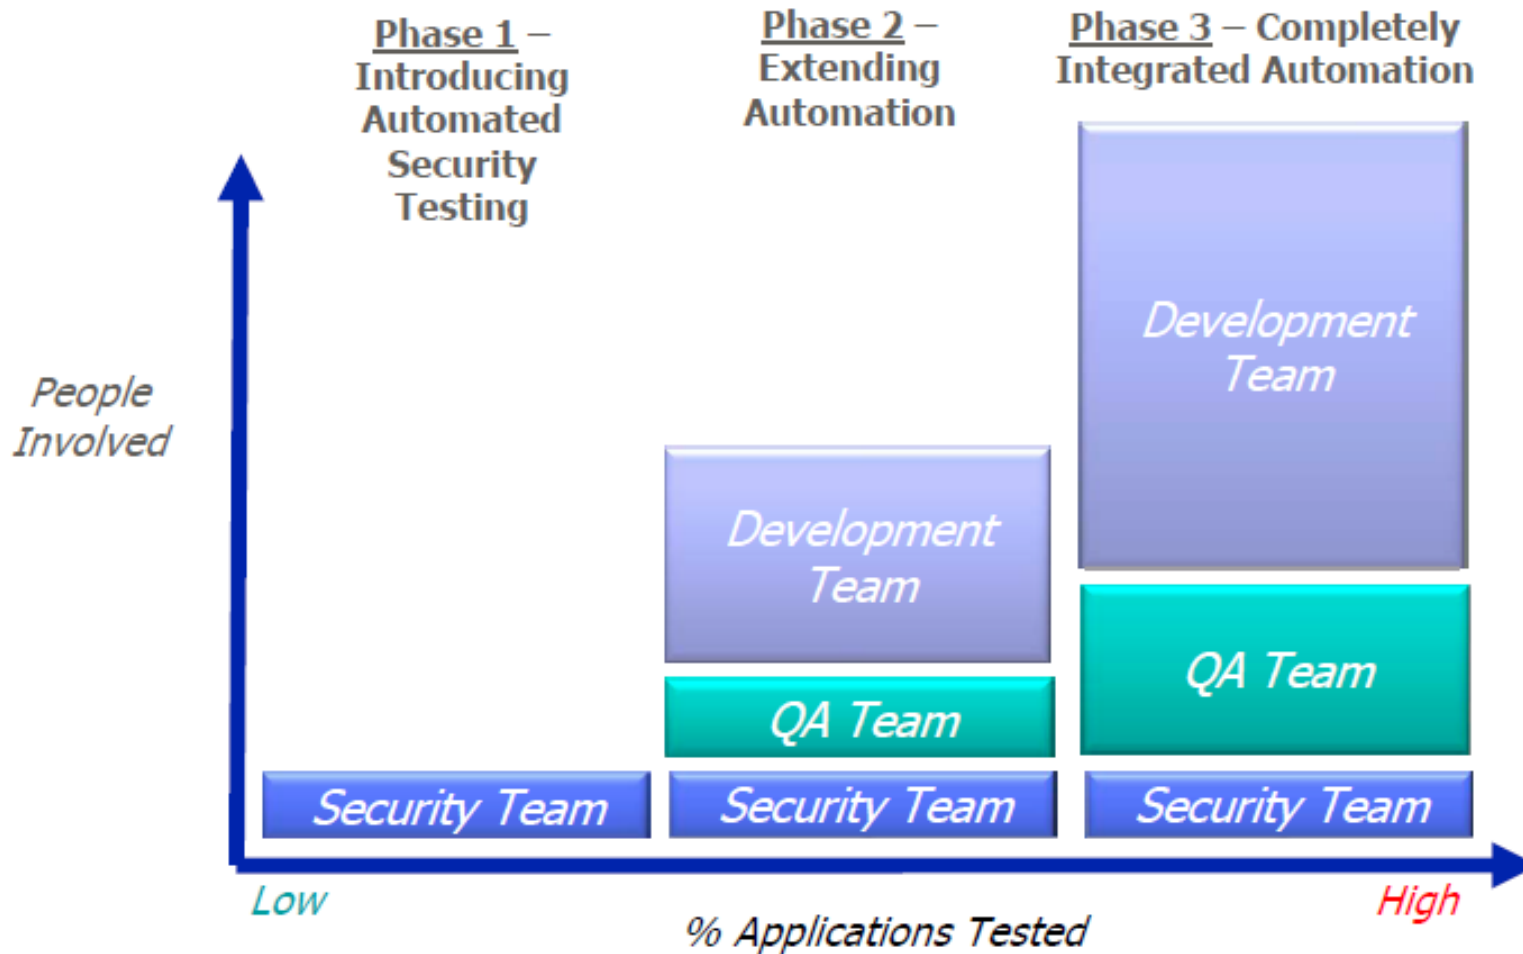 Phase 1 –
Introducing
Automated
Security
Testing
Phase 2 –
Extending
Automation
Phase 3 – Completely
Integrated Automation
People
Involved
Development
Team
QA Team
Security Team
Development
Team
QA Team
Security Team
Security Team
Low
High
% Applications Tested